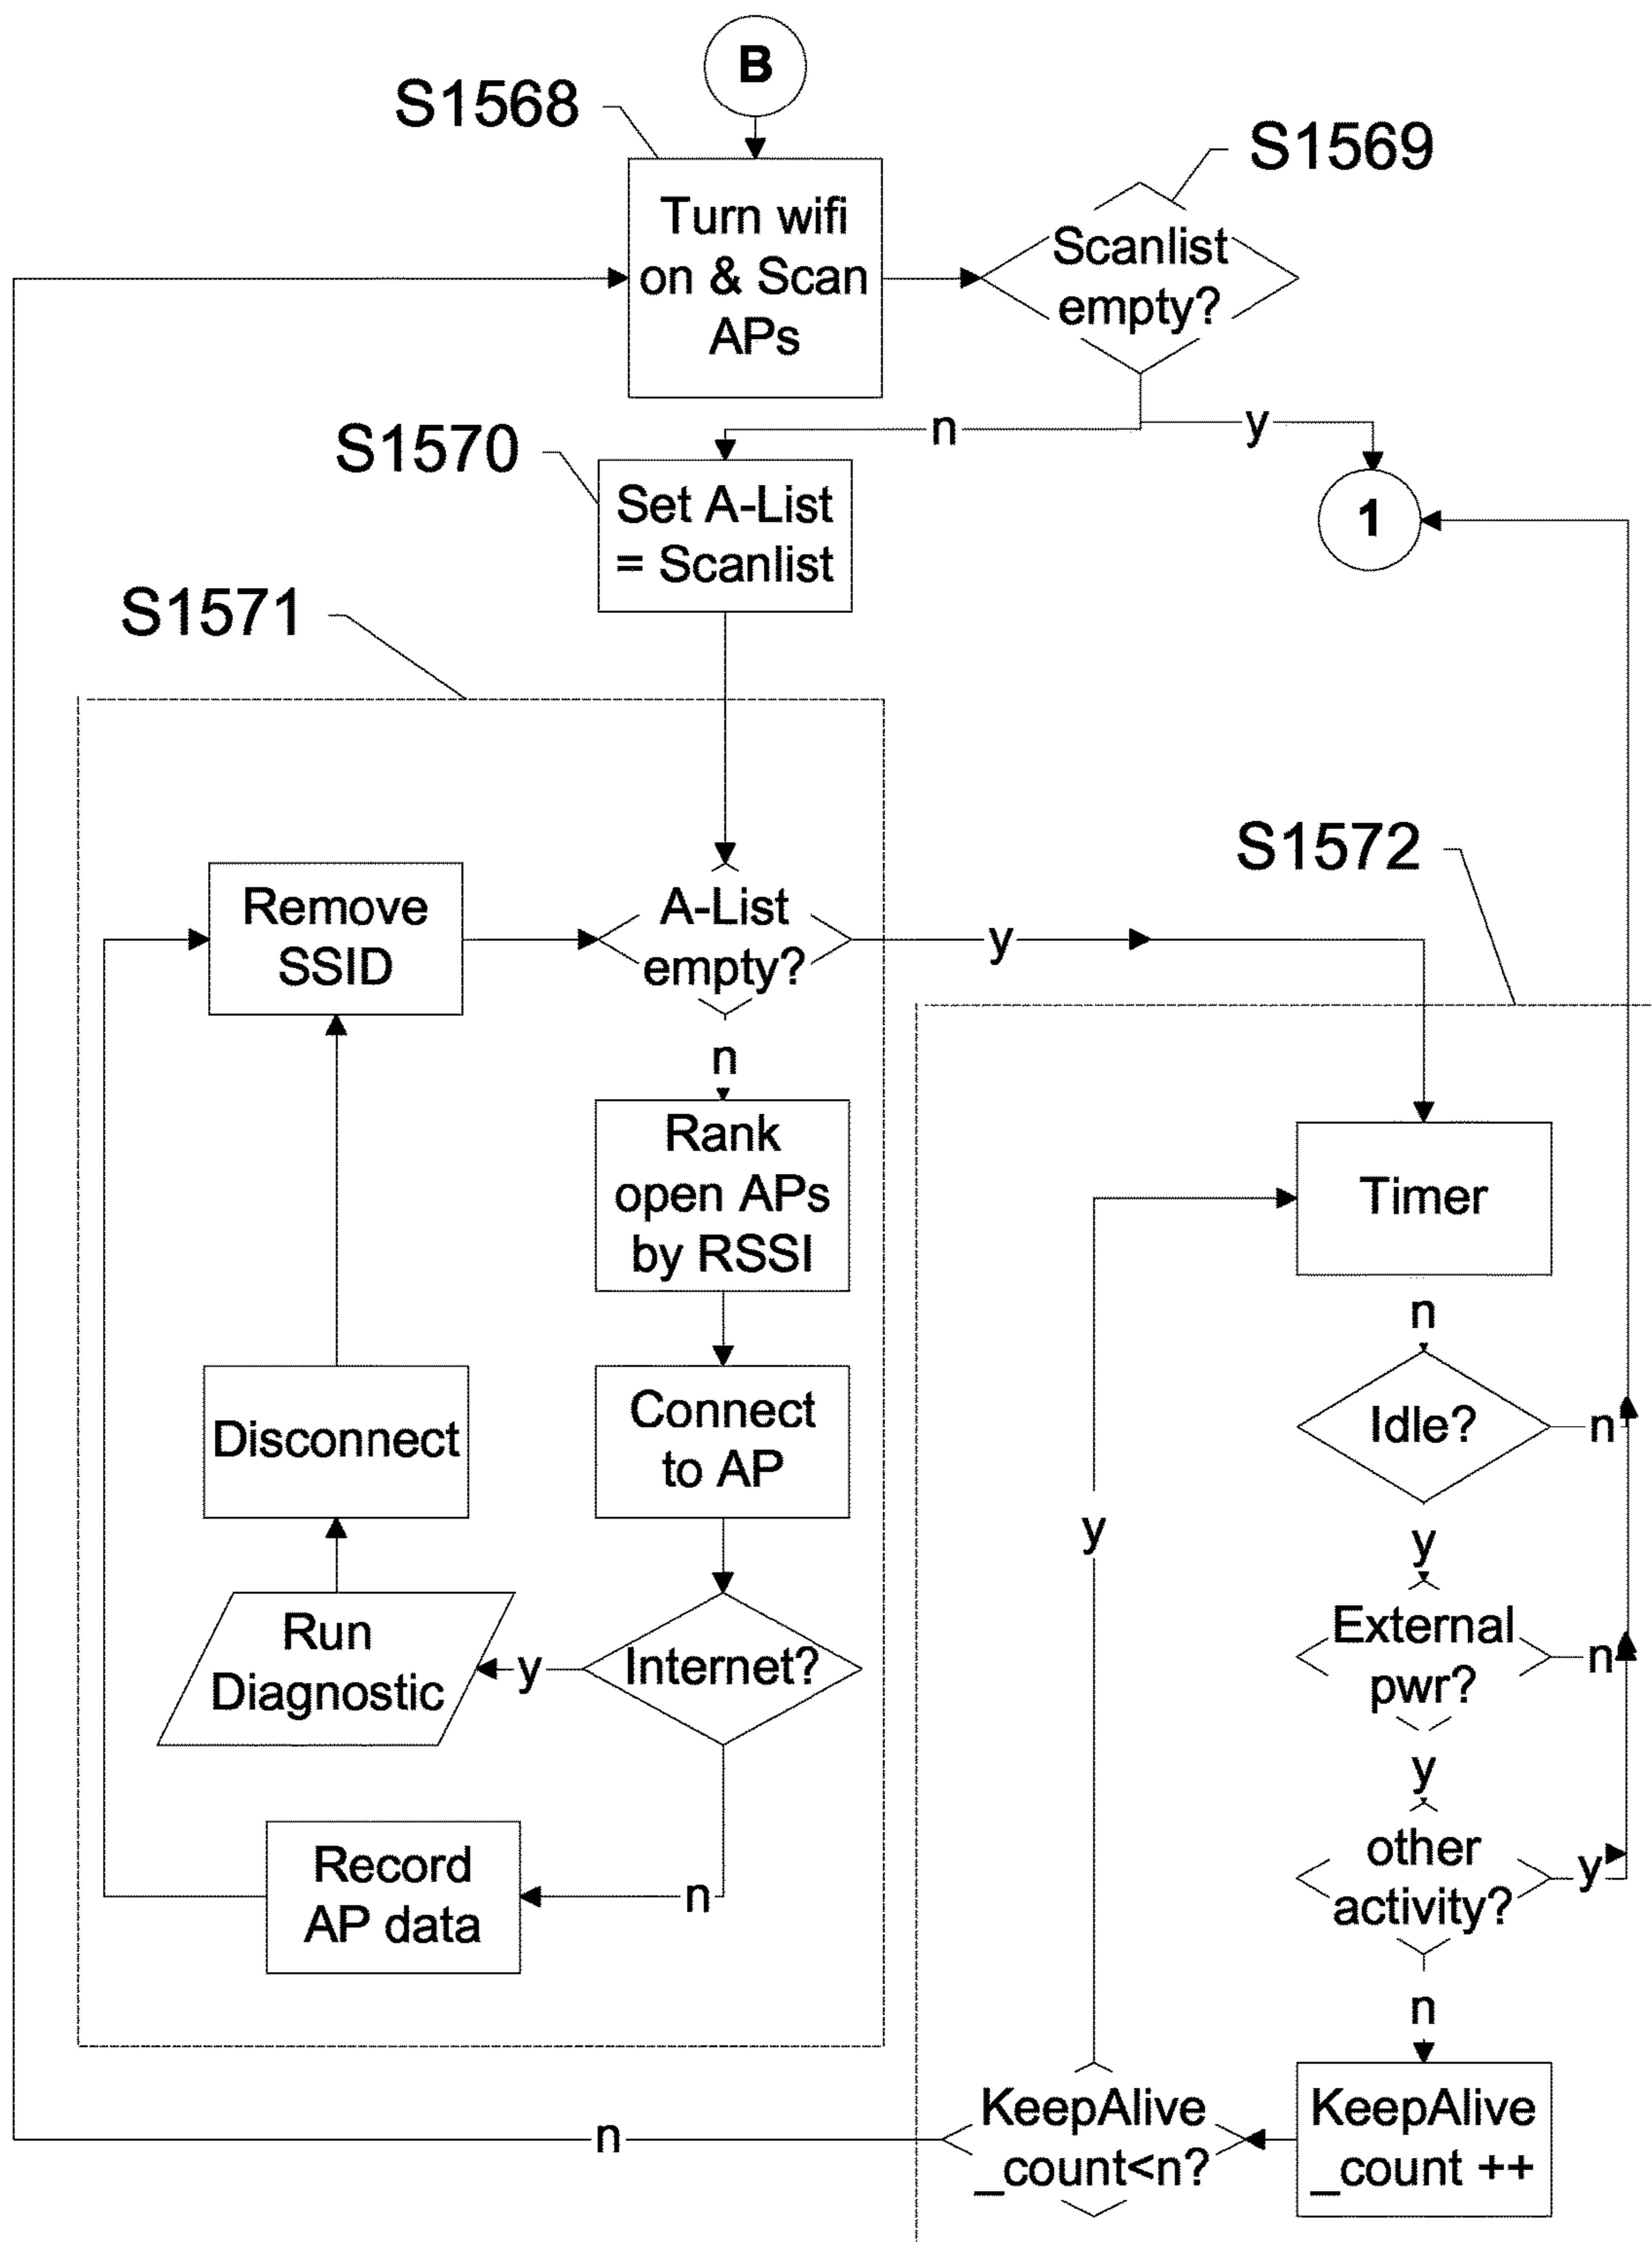 B
S1568
S1569
Turn wifi
on & Scan
APs
Scanlist
empty?
n
y
S1570
Set A-List
= Scanlist
1
S1571
S1572
Remove
SSID
A-List
empty?
y
n
Rank
open APs
by RSSI
Timer
n
Disconnect
Connect
to AP
Idle?
n
y
y
Run
Diagnostic
y
Internet?
External
pwr?
n
y
Record
AP data
n
other
activity?
y
n
KeepAlive
_count<n?
KeepAlive
_count ++
n